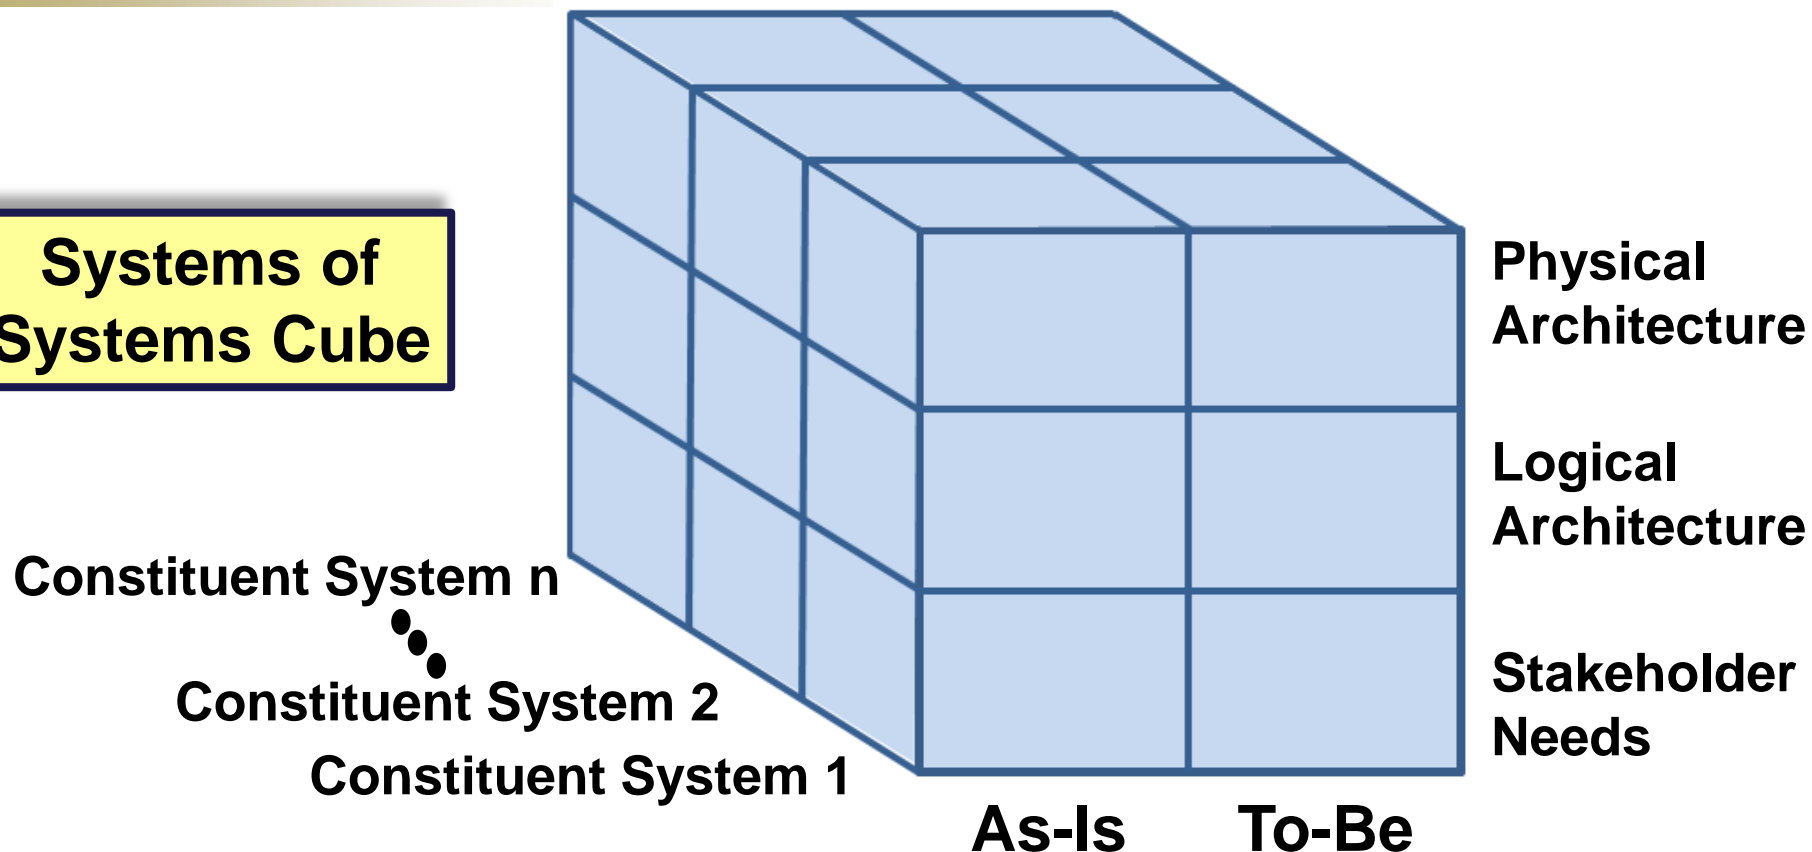 Systems of
Systems Cube
Physical
Architecture
Logical
Architecture
Stakeholder
Needs
Constituent System n
Constituent System 2
Constituent System 1
As-Is To-Be